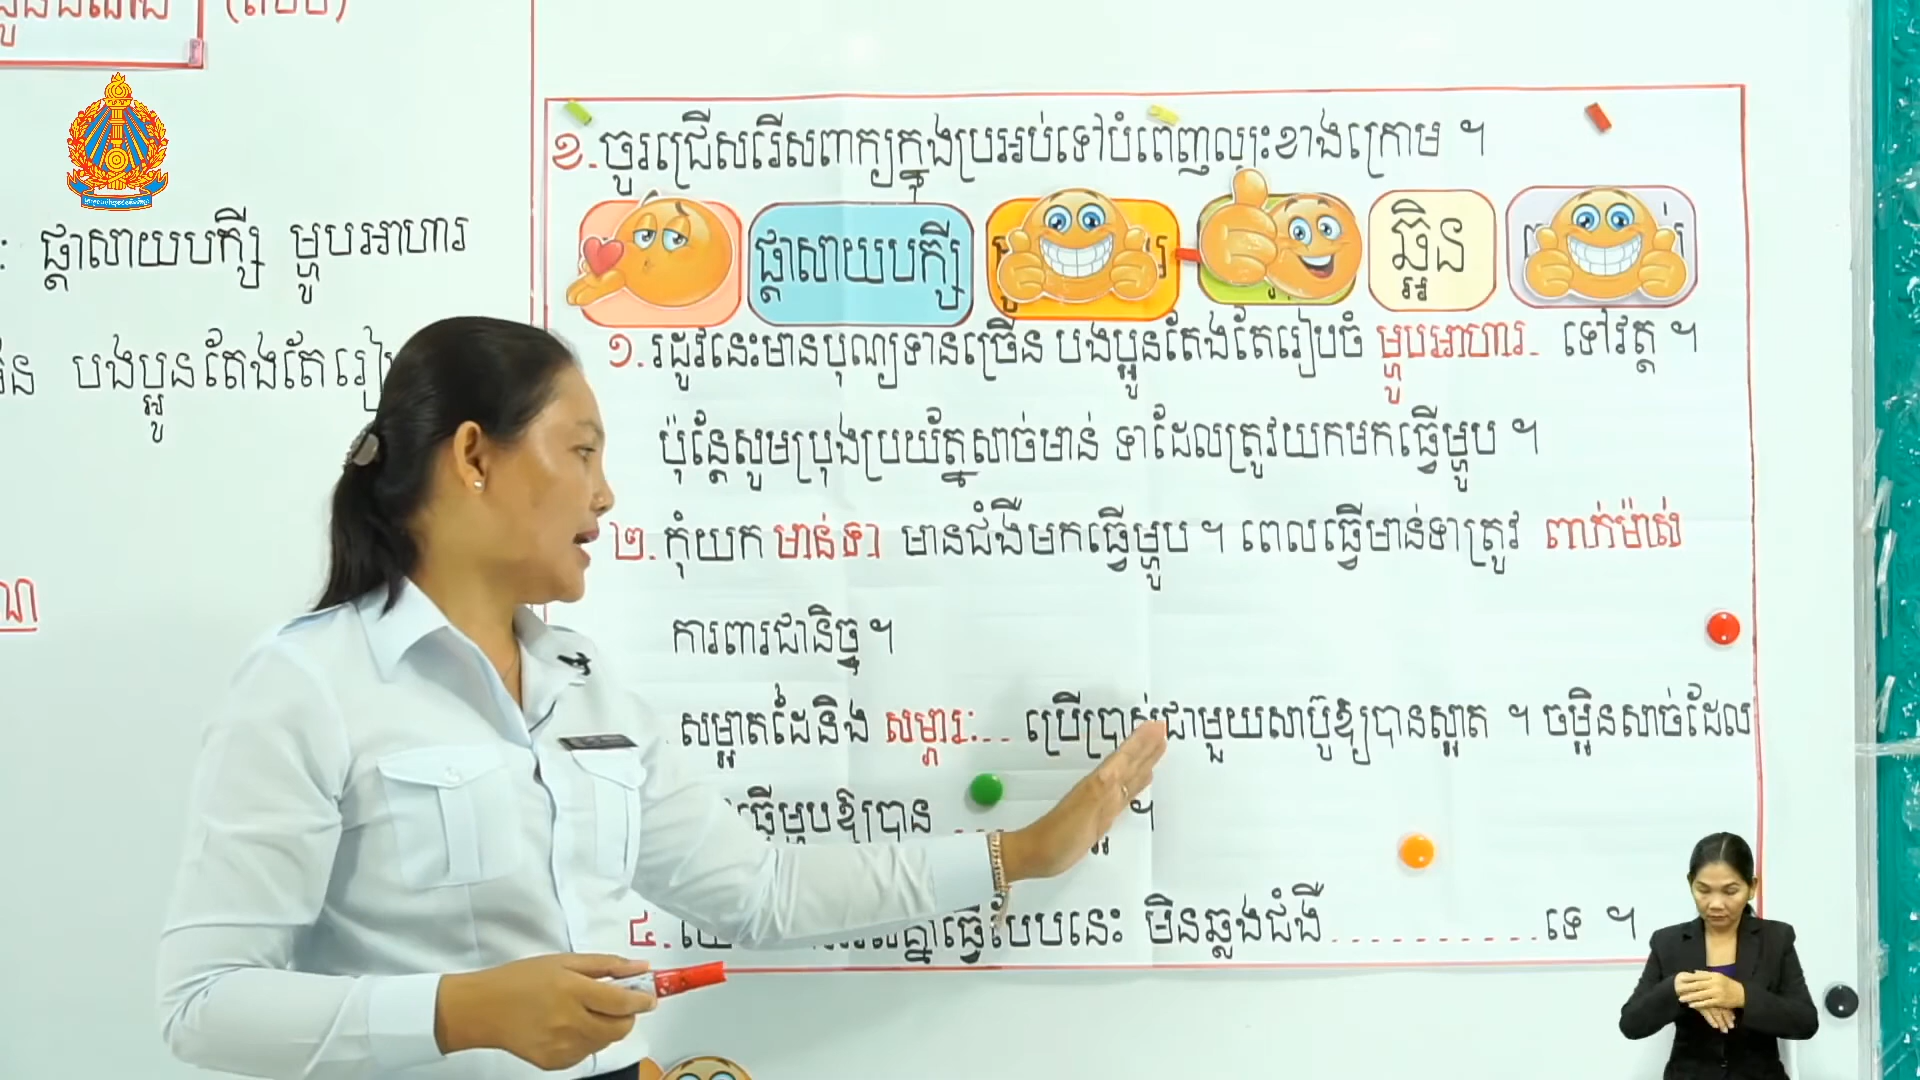 ផ្តាសាយបក្សី ម្ហូបអាហារ
បងប្អូនតែងតែរៀប
ខ. ចូរជ្រើសរើសពាក្យក្នុងប្រអប់ទៅបំពេញល្បះខាងក្រោម ។
ផ្តាសាយបក្សី
ឆ្អិន
១. រដូវនេះមានបុណ្យទានច្រើន បងប្អូនតែងតែរៀបចំ ម្ហូបអាហារ. ទៅវត្ត ។
ប៉ុន្តែសូមប្រុងប្រយ័ត្នសាច់មាន់ ទាដែលត្រូវយកមកធ្វើម្ហូប ។
២. កុំយក មាន់ទា មានជំងឺមកធ្វើម្ហូប ។ ពេលធ្វើមាន់ទាត្រូវ ពាក់ម៉ាស់
ការពារជានិច្ច ។
សម្អាតដៃនិង សម្ភារៈ... ប្រើប្រាស់ជាមួយសាប៊ូឱ្យបានស្អាត ។ ចម្អិនសាច់ដែល
ធ្វើម្ហូបឱ្យបាន ... ។
៤. គ្នាធ្វើបែបនេះ មិនឆ្លងជំងឺ...........ទេ ។